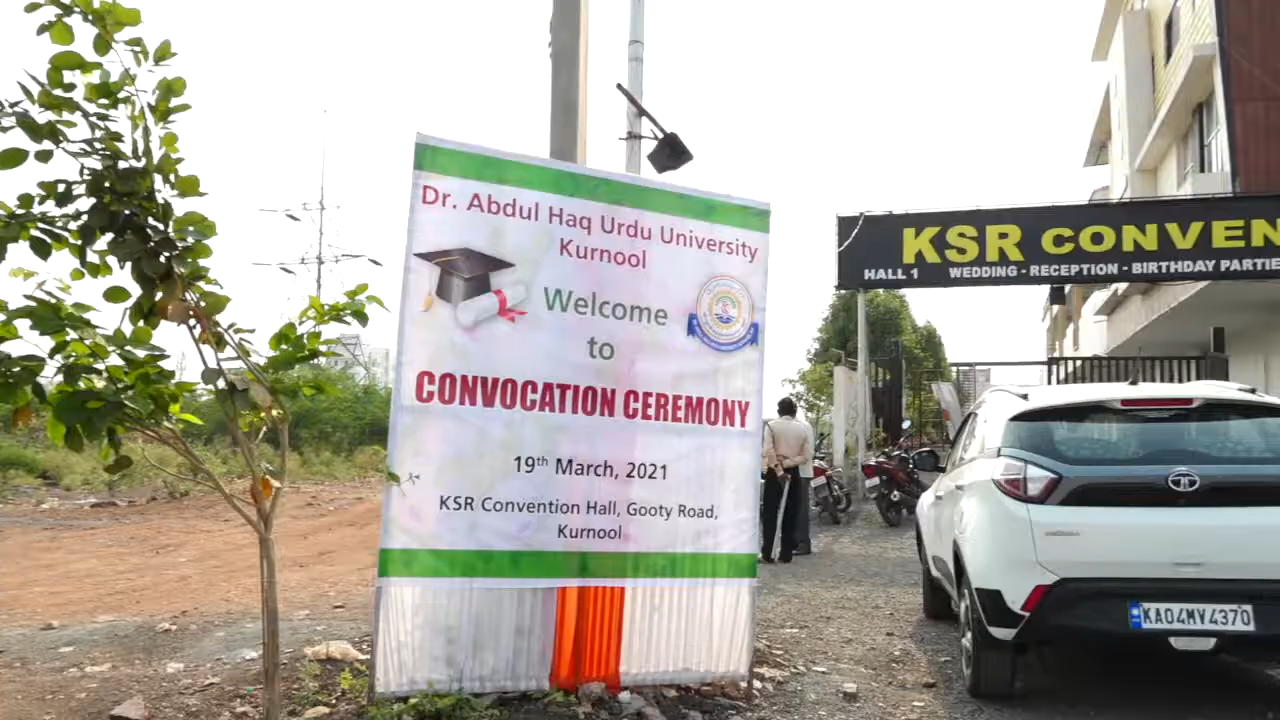 Dr. Abdul Haq Urdu University
Kurnool
Welcome
to
CONVOCATION CEREMONY
19th March, 2021
KSR Convention Hall, Gooty Road,
Kurnool
KSR CONVEN
HALL 1 WEDDING - RECEPTION - BIRTHDAY PARTIE
KA04MV4370